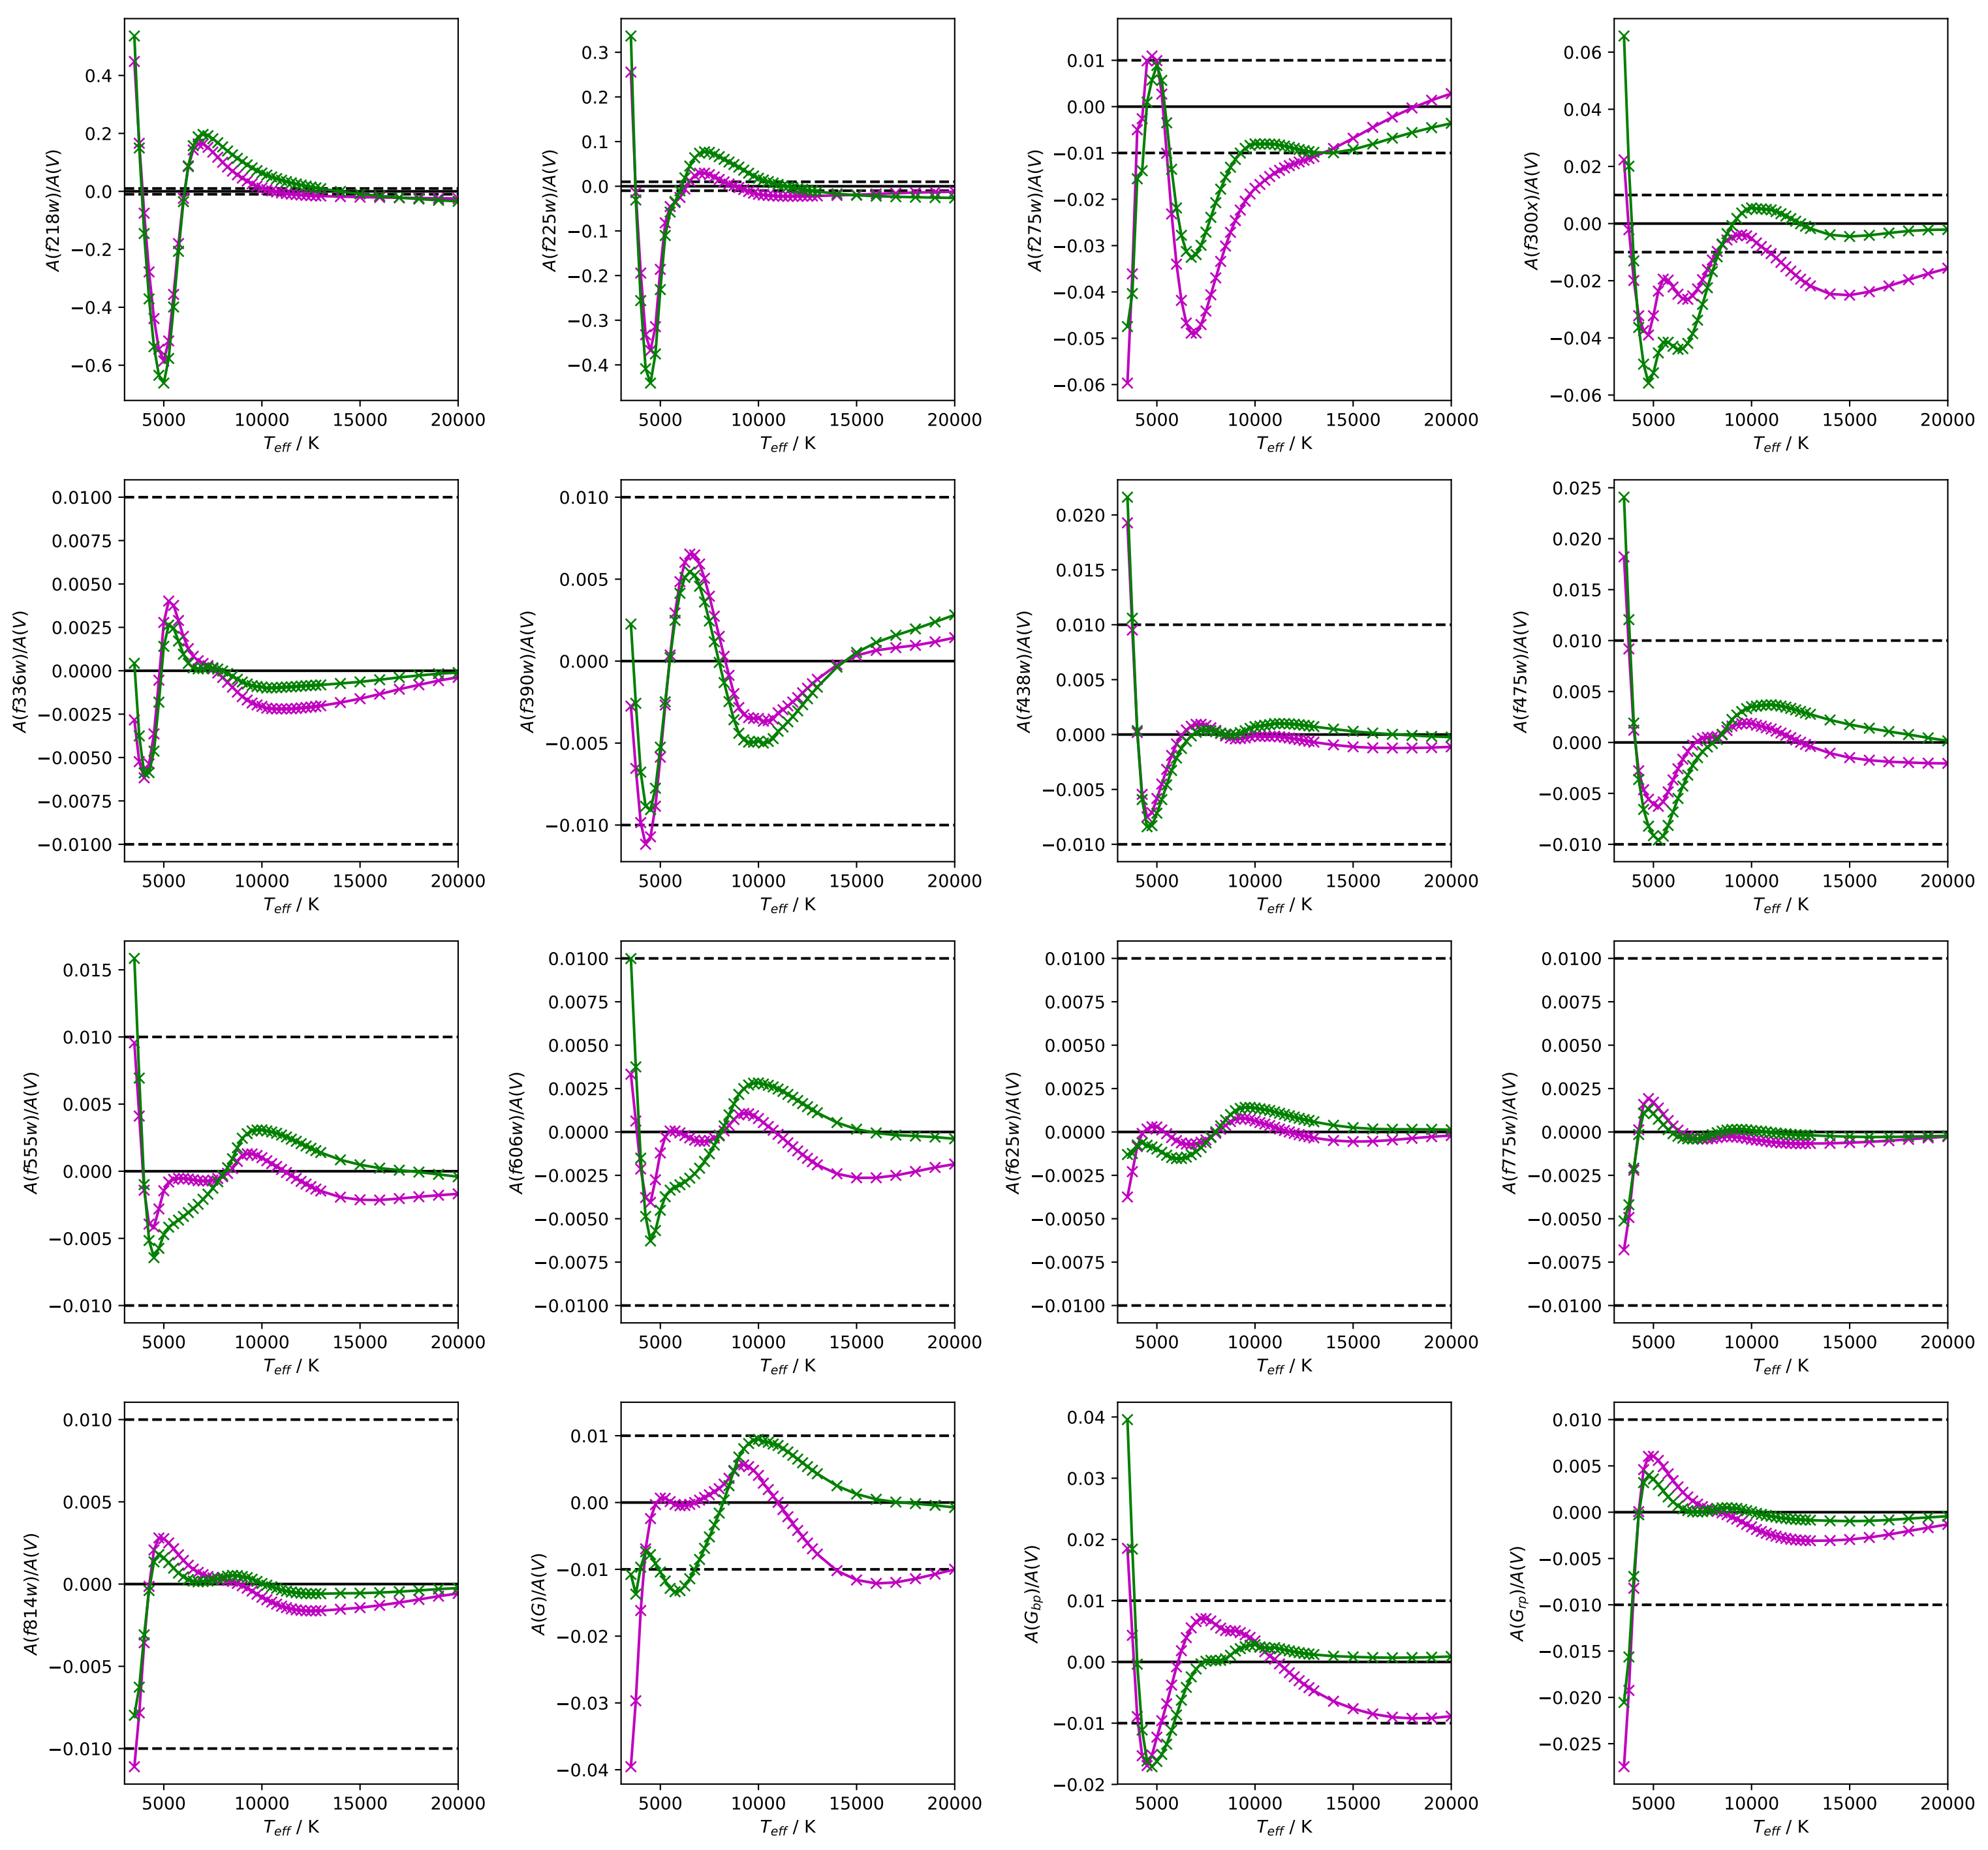 A(f218w)/A(V)
0.4
0.2
0.0
−0.2
−0.4
−0.6
5000 10000 15000 20000
T_eff / K
A(f225w)/A(V)
0.3
0.2
0.1
0.0
−0.1
−0.2
−0.3
−0.4
5000 10000 15000 20000
T_eff / K
A(f275w)/A(V)
0.01
0.00
−0.01
−0.02
−0.03
−0.04
−0.05
−0.06
5000 10000 15000 20000
T_eff / K
A(f300x)/A(V)
0.06
0.04
0.02
0.00
−0.02
−0.04
−0.06
5000 10000 15000 20000
T_eff / K
A(f336w)/A(V)
0.0100
0.0075
0.0050
0.0025
0.0000
−0.0025
−0.0050
−0.0075
−0.0100
5000 10000 15000 20000
T_eff / K
A(f390w)/A(V)
0.010
0.005
0.000
−0.005
−0.010
5000 10000 15000 20000
T_eff / K
A(f438w)/A(V)
0.020
0.015
0.010
0.005
0.000
−0.005
−0.010
5000 10000 15000 20000
T_eff / K
A(f475w)/A(V)
0.025
0.020
0.015
0.010
0.005
0.000
−0.005
−0.010
5000 10000 15000 20000
T_eff / K
A(f555w)/A(V)
0.015
0.010
0.005
0.000
−0.005
−0.010
5000 10000 15000 20000
T_eff / K
A(f606w)/A(V)
0.0100
0.0075
0.0050
0.0025
0.0000
−0.0025
−0.0050
−0.0075
−0.0100
5000 10000 15000 20000
T_eff / K
A(f625w)/A(V)
0.0100
0.0075
0.0050
0.0025
0.0000
−0.0025
−0.0050
−0.0075
−0.0100
5000 10000 15000 20000
T_eff / K
A(f775w)/A(V)
0.0100
0.0075
0.0050
0.0025
0.0000
−0.0025
−0.0050
−0.0075
−0.0100
5000 10000 15000 20000
T_eff / K
A(f814w)/A(V)
0.010
0.005
0.000
−0.005
−0.010
5000 10000 15000 20000
T_eff / K
A(G)/A(V)
0.01
0.00
−0.01
−0.02
−0.03
−0.04
5000 10000 15000 20000
T_eff / K
A(G_bp)/A(V)
0.04
0.03
0.02
0.01
0.00
−0.01
−0.02
5000 10000 15000 20000
T_eff / K
A(G_rp)/A(V)
0.010
0.005
0.000
−0.005
−0.010
−0.015
−0.020
−0.025
5000 10000 15000 20000
T_eff / K